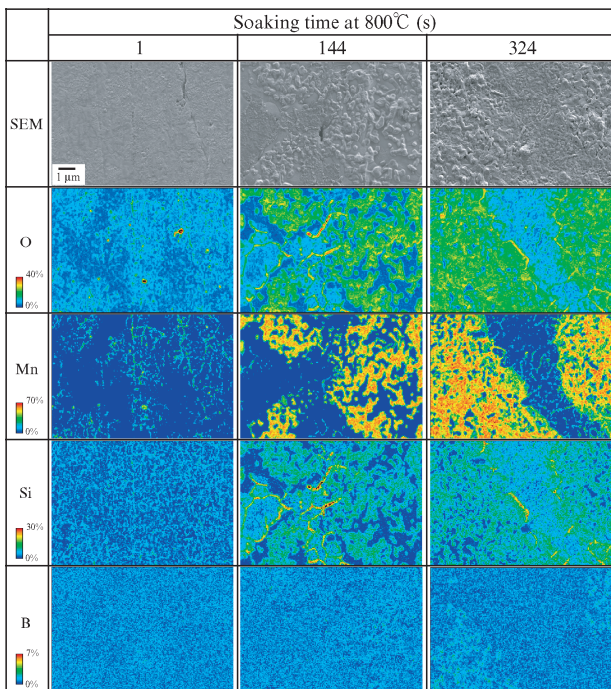 Soaking time at 800℃ (s)
1 144 324
SEM
1 μm
O
40%
0%
Mn
70%
0%
Si
30%
0%
B
7%
0%